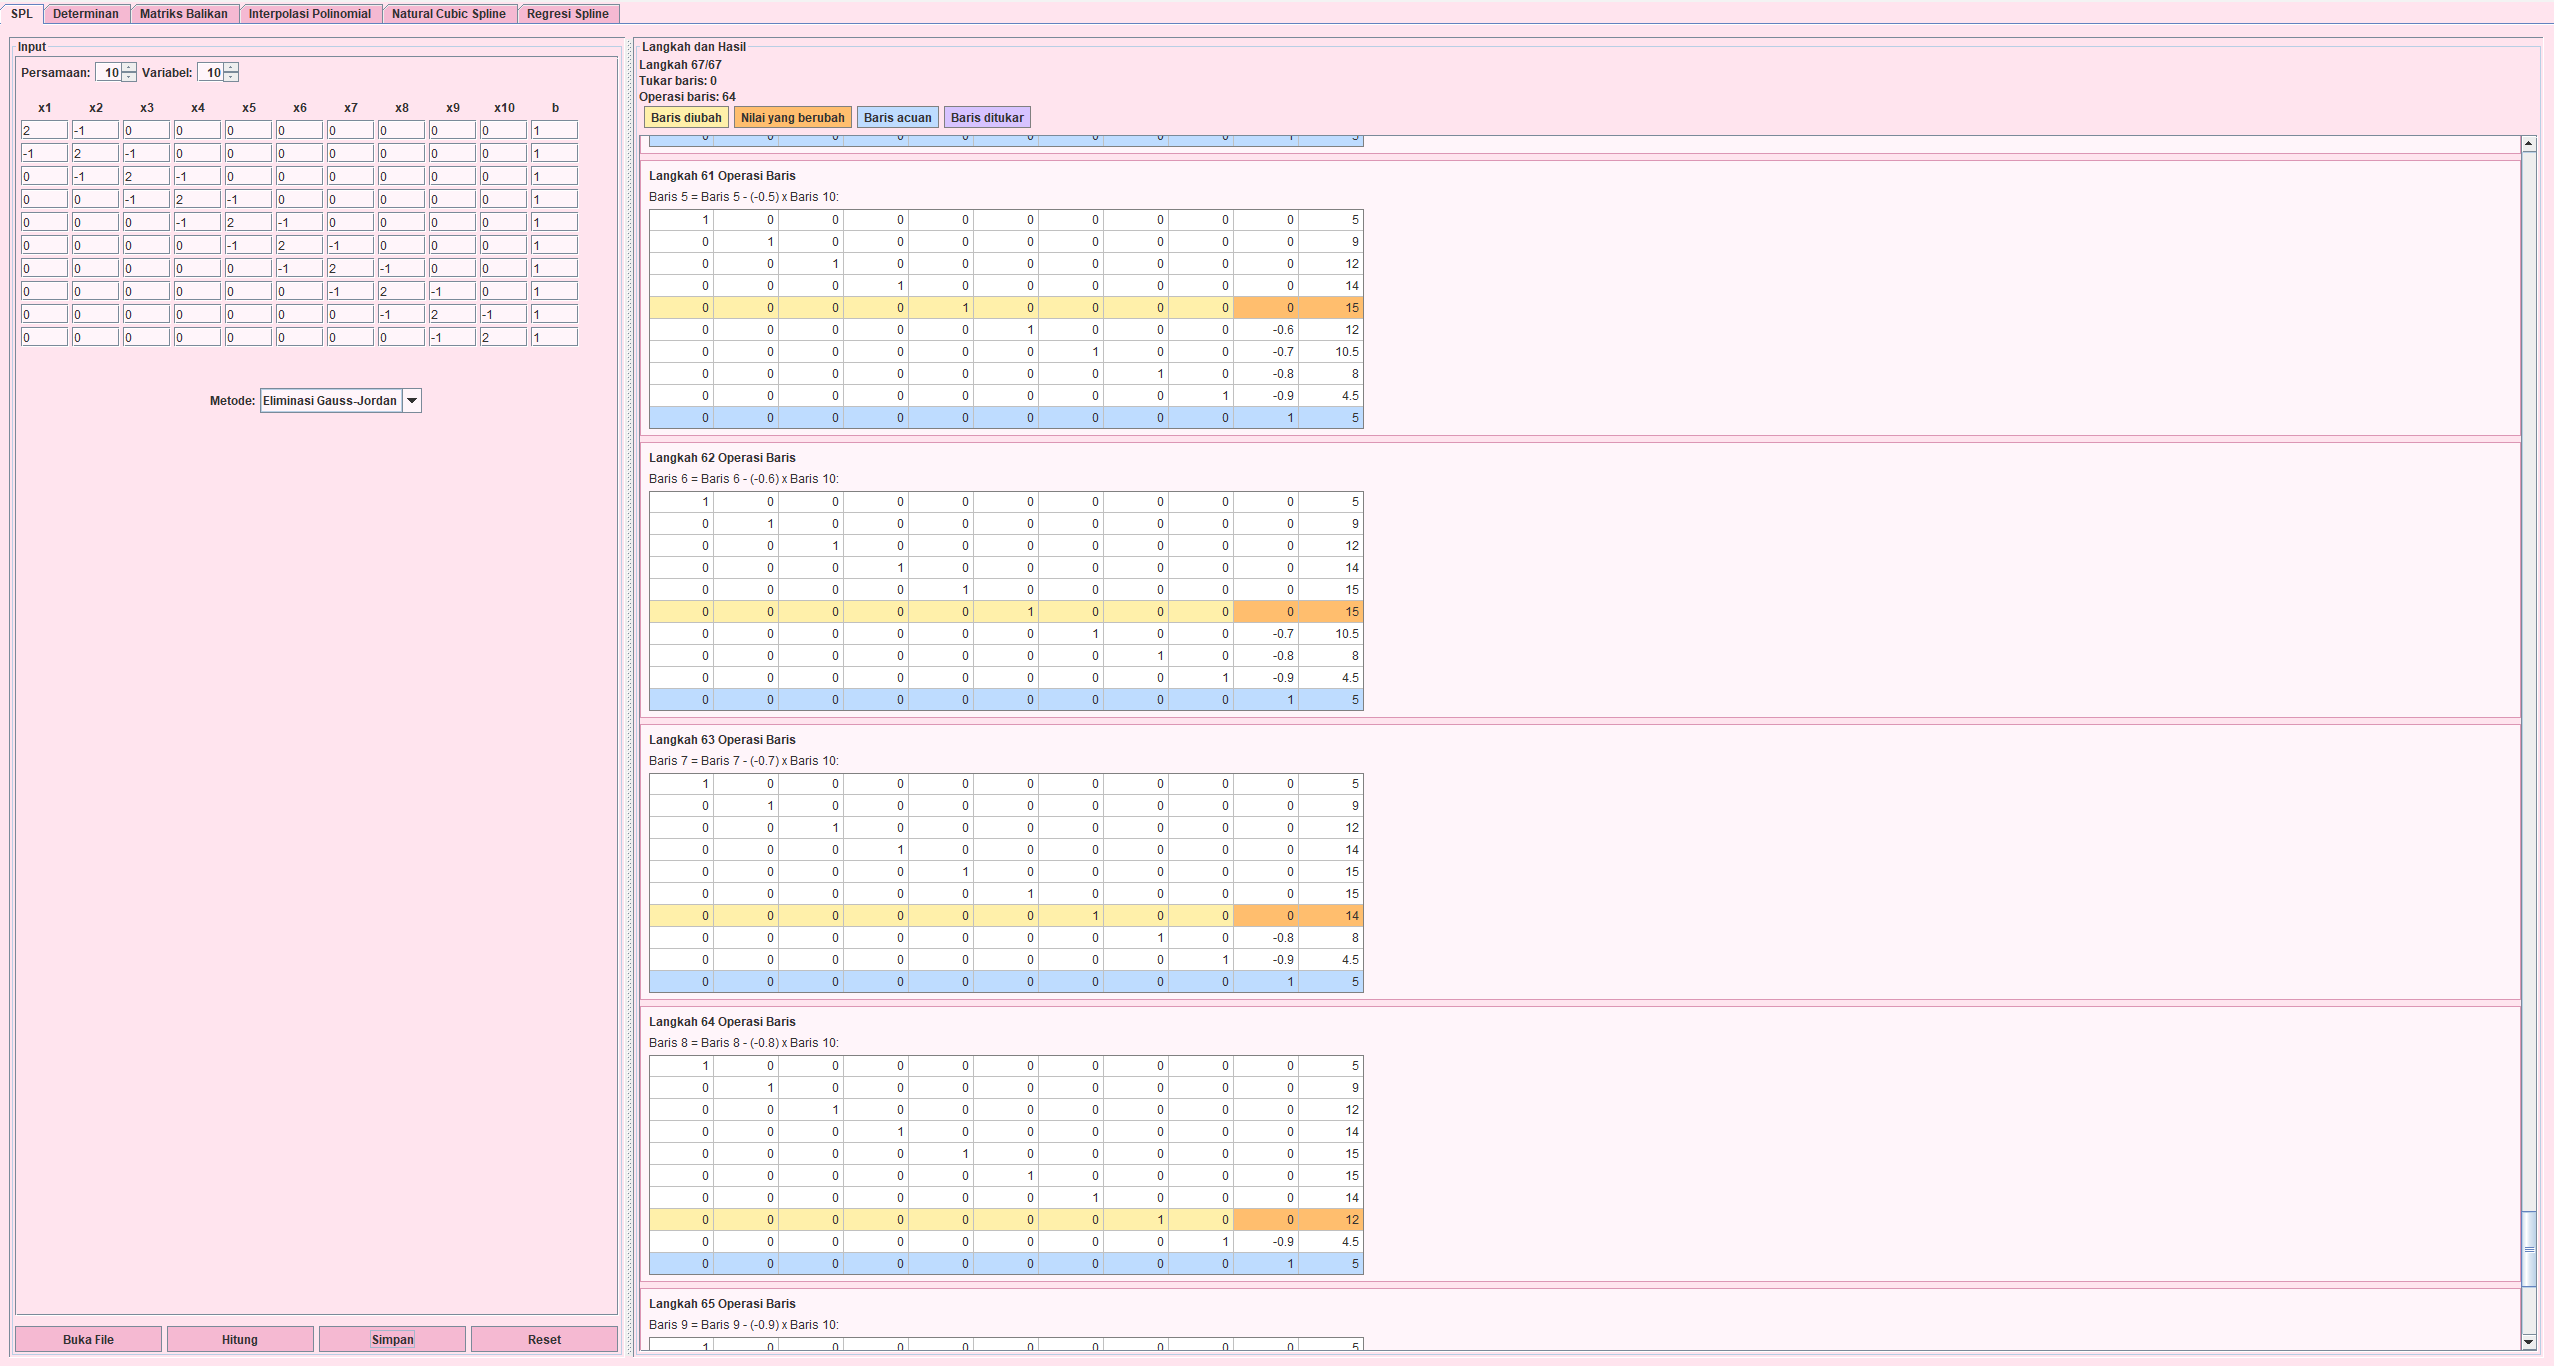 SPL Determinan Matriks Balikan Interpolasi Polinomial Natural Cubic Spline Regresi Spline
Input
Persamaan: 10 Variabel: 10
x1 x2 x3 x4 x5 x6 x7 x8 x9 x10 b
2 -1 0 0 0 0 0 0 0 0 1
-1 2 -1 0 0 0 0 0 0 0 1
0 -1 2 -1 0 0 0 0 0 0 1
0 0 -1 2 -1 0 0 0 0 0 1
0 0 0 -1 2 -1 0 0 0 0 1
0 0 0 0 -1 2 -1 0 0 0 1
0 0 0 0 0 -1 2 -1 0 0 1
0 0 0 0 0 0 -1 2 -1 0 1
0 0 0 0 0 0 0 -1 2 -1 1
0 0 0 0 0 0 0 0 -1 2 1
Metode: Eliminasi Gauss-Jordan
Buka File Hitung Simpan Reset
Langkah dan Hasil
Langkah 67/67
Tukar baris: 0
Operasi baris: 64
Baris diubah Nilai yang berubah Baris acuan Baris ditukar
0 0 0 0 0 0 0 0 0 1 5
Langkah 61 Operasi Baris
Baris 5 = Baris 5 - (-0.5) x Baris 10:
1 0 0 0 0 0 0 0 0 0 5
0 1 0 0 0 0 0 0 0 0 9
0 0 1 0 0 0 0 0 0 0 12
0 0 0 1 0 0 0 0 0 0 14
0 0 0 0 1 0 0 0 0 0 15
0 0 0 0 0 1 0 0 0 -0.6 12
0 0 0 0 0 0 1 0 0 -0.7 10.5
0 0 0 0 0 0 0 1 0 -0.8 8
0 0 0 0 0 0 0 0 1 -0.9 4.5
0 0 0 0 0 0 0 0 0 1 5
Langkah 62 Operasi Baris
Baris 6 = Baris 6 - (-0.6) x Baris 10:
1 0 0 0 0 0 0 0 0 0 5
0 1 0 0 0 0 0 0 0 0 9
0 0 1 0 0 0 0 0 0 0 12
0 0 0 1 0 0 0 0 0 0 14
0 0 0 0 1 0 0 0 0 0 15
0 0 0 0 0 1 0 0 0 0 15
0 0 0 0 0 0 1 0 0 -0.7 10.5
0 0 0 0 0 0 0 1 0 -0.8 8
0 0 0 0 0 0 0 0 1 -0.9 4.5
0 0 0 0 0 0 0 0 0 1 5
Langkah 63 Operasi Baris
Baris 7 = Baris 7 - (-0.7) x Baris 10:
1 0 0 0 0 0 0 0 0 0 5
0 1 0 0 0 0 0 0 0 0 9
0 0 1 0 0 0 0 0 0 0 12
0 0 0 1 0 0 0 0 0 0 14
0 0 0 0 1 0 0 0 0 0 15
0 0 0 0 0 1 0 0 0 0 15
0 0 0 0 0 0 1 0 0 0 14
0 0 0 0 0 0 0 1 0 -0.8 8
0 0 0 0 0 0 0 0 1 -0.9 4.5
0 0 0 0 0 0 0 0 0 1 5
Langkah 64 Operasi Baris
Baris 8 = Baris 8 - (-0.8) x Baris 10:
1 0 0 0 0 0 0 0 0 0 5
0 1 0 0 0 0 0 0 0 0 9
0 0 1 0 0 0 0 0 0 0 12
0 0 0 1 0 0 0 0 0 0 14
0 0 0 0 1 0 0 0 0 0 15
0 0 0 0 0 1 0 0 0 0 15
0 0 0 0 0 0 1 0 0 0 14
0 0 0 0 0 0 0 1 0 0 12
0 0 0 0 0 0 0 0 1 -0.9 4.5
0 0 0 0 0 0 0 0 0 1 5
Langkah 65 Operasi Baris
Baris 9 = Baris 9 - (-0.9) x Baris 10:
1 0 0 0 0 0 0 0 0 0 5